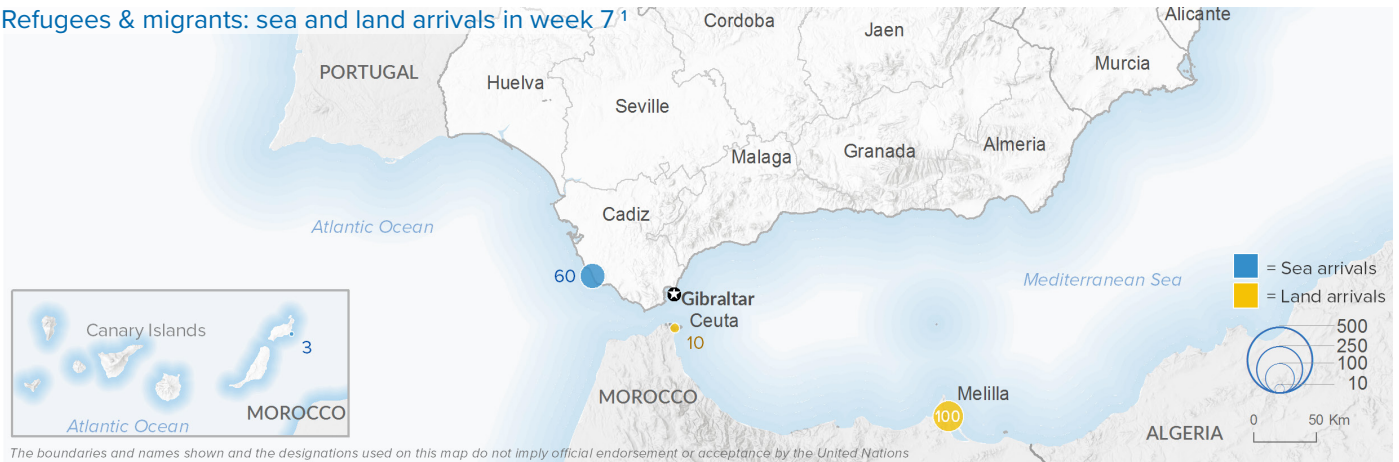 Refugees & migrants: sea and land arrivals in week 7 ¹
Cordoba
Alicante
Jaen
Murcia
PORTUGAL
Huelva
Seville
Almeria
Granada
Malaga
Cadiz
Atlantic Ocean
60
Mediterranean Sea
= Sea arrivals
= Land arrivals
Gibraltar
Ceuta
10
500
250
100
10
Canary Islands
3
MOROCCO
Atlantic Ocean
MOROCCO
Melilla
100
0 50 Km
ALGERIA
The boundaries and names shown and the designations used on this map do not imply official endorsement or acceptance by the United Nations